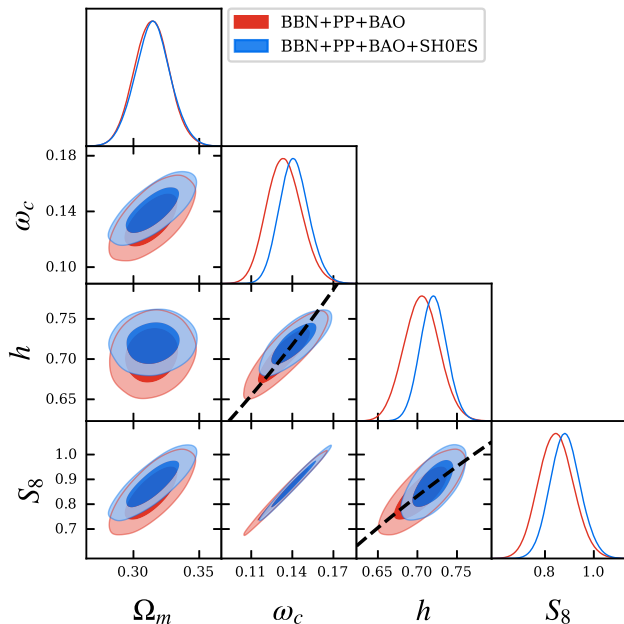 BBN+PP+BAO
BBN+PP+BAO+SH0ES
0.18
0.14
0.10
ω_c
0.75
0.70
0.65
h
1.0
0.9
0.8
0.7
S_8
0.30 0.35 0.11 0.14 0.17 0.65 0.70 0.75 0.8 1.0
Ω_m ω_c h S_8